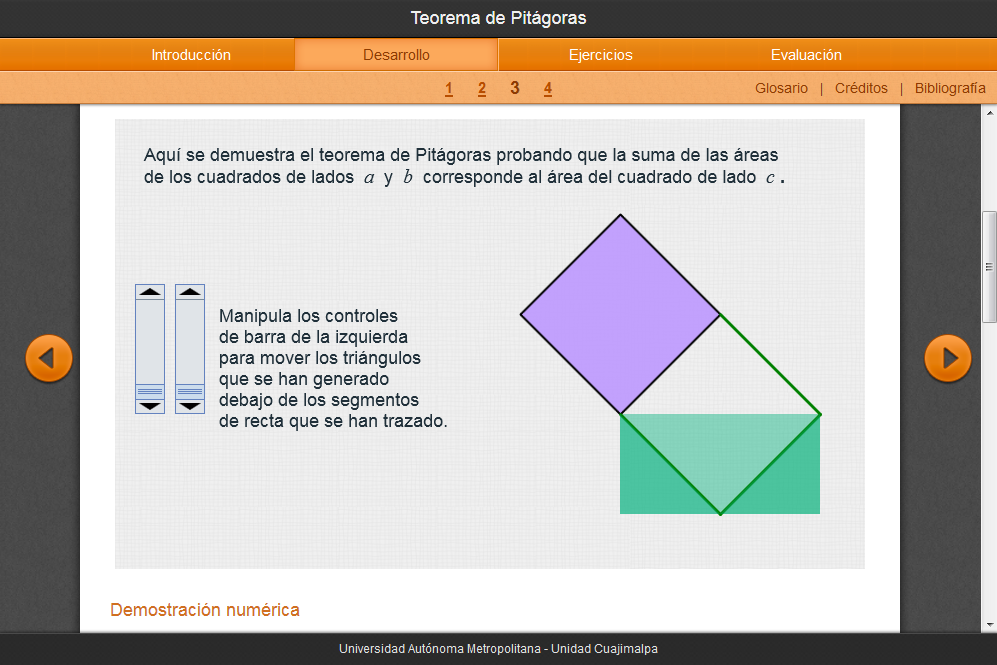 Teorema de Pitágoras
Introducción Desarrollo Ejercicios Evaluación
1 2 3 4 Glosario | Créditos | Bibliografía
Aquí se demuestra el teorema de Pitágoras probando que la suma de las áreas
de los cuadrados de lados a y b corresponde al área del cuadrado de lado c .
Manipula los controles
de barra de la izquierda
para mover los triángulos
que se han generado
debajo de los segmentos
de recta que se han trazado.
Demostración numérica
Universidad Autónoma Metropolitana - Unidad Cuajimalpa